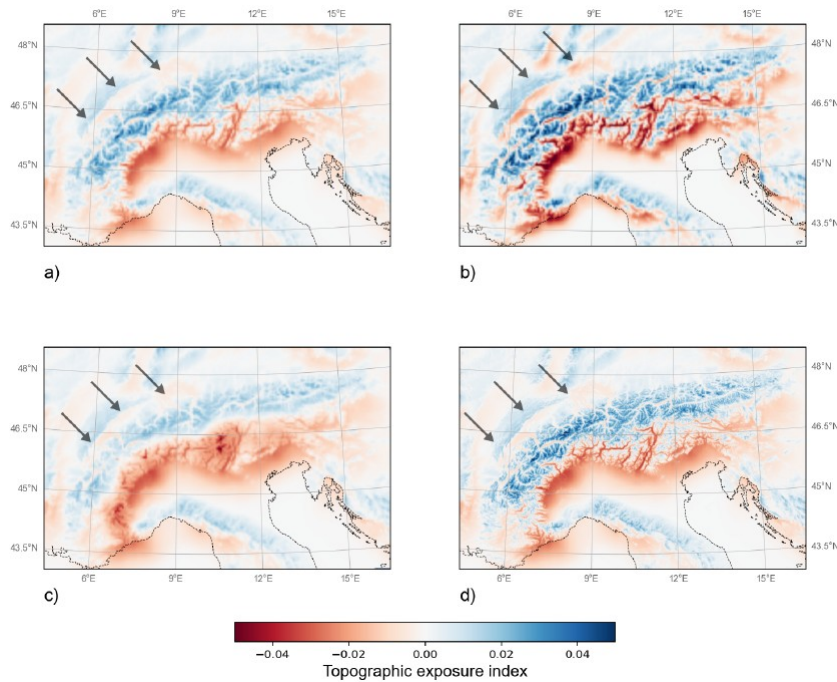 6°E 9°E 12°E 15°E 6°E 9°E 12°E 15°E
48°N 48°N
46.5°N 46.5°N
45°N 45°N
43.5°N 43.5°N
a) b)
48°N 48°N
46.5°N 46.5°N
45°N 45°N
43.5°N 43.5°N
6°E 9°E 12°E 15°E 6°E 9°E 12°E 15°E
c) d)
−0.04 −0.02 0.00 0.02 0.04
Topographic exposure index